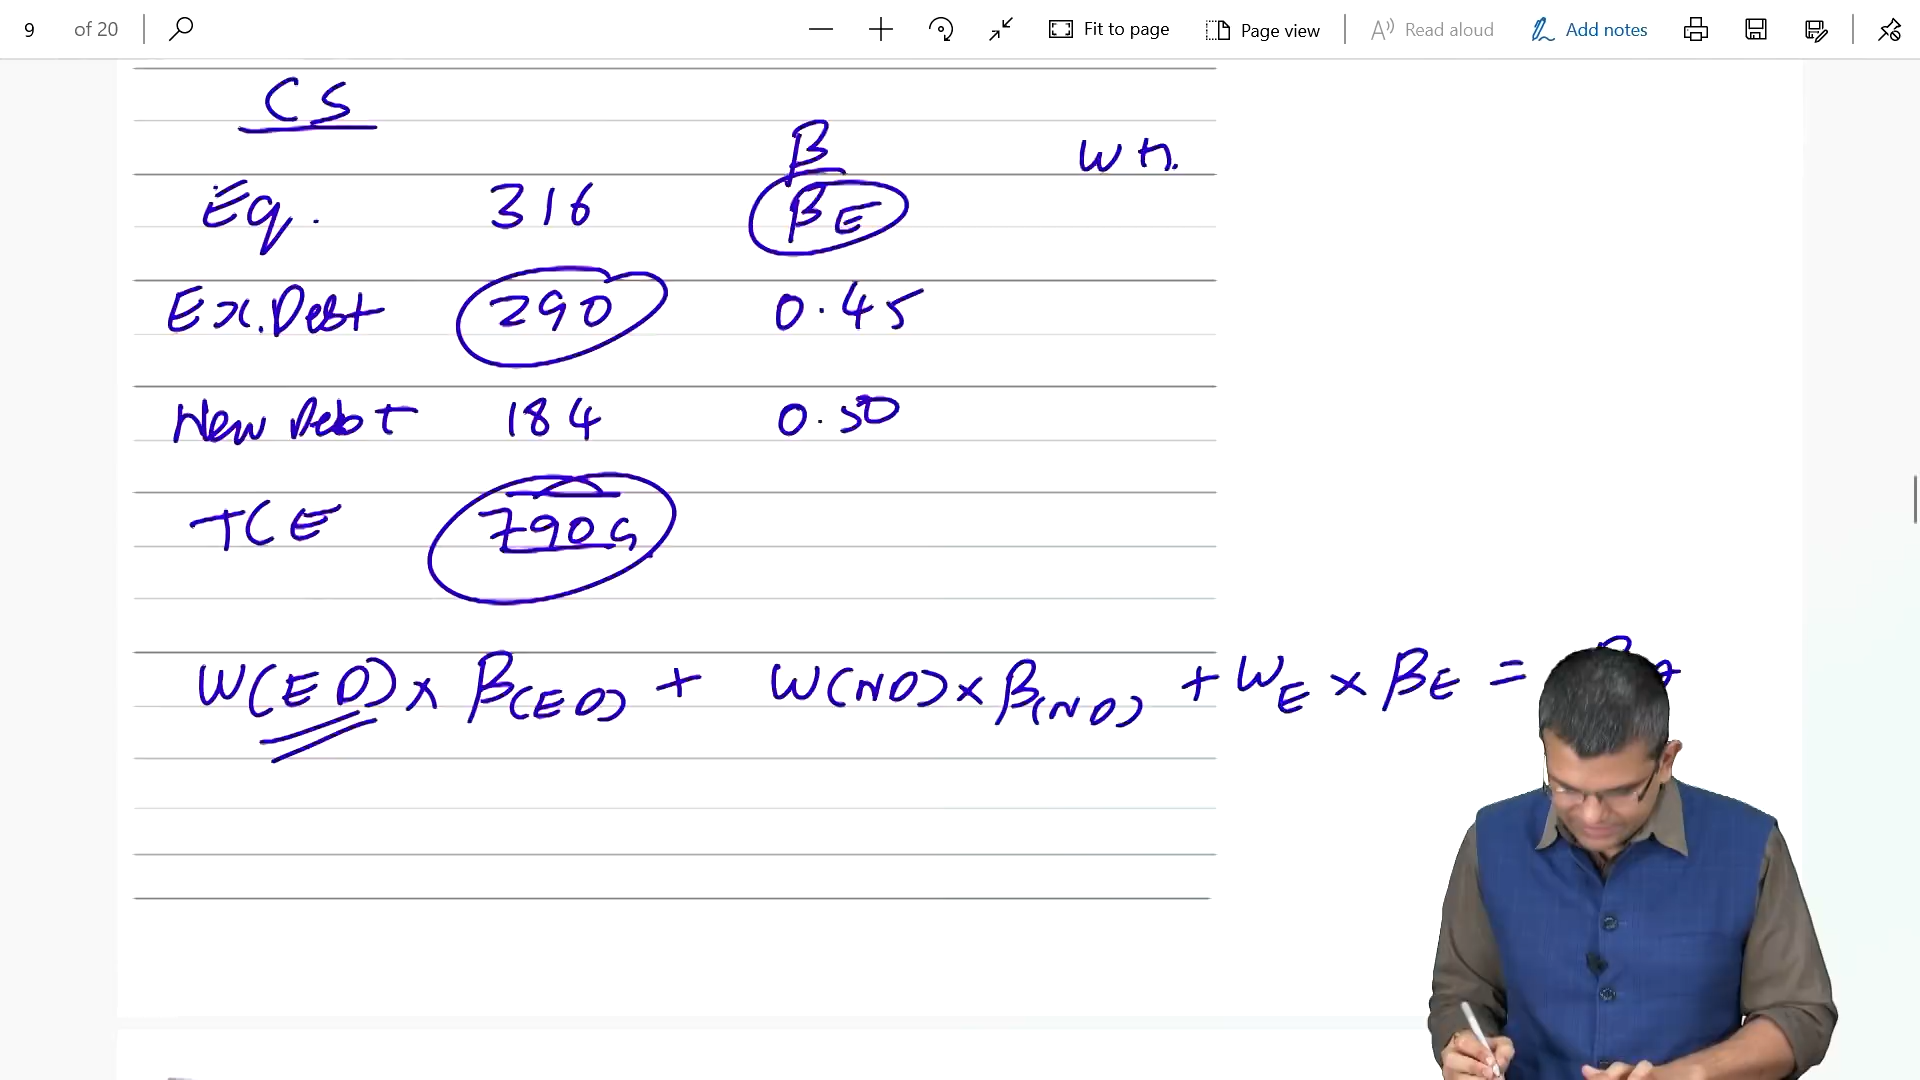 9 of 20 Fit to page Page view Read aloud Add notes
CS
β Wt.
Eq. 316 βE
Ex. Debt 290 0.45
New Debt 184 0.50
TCE 790
W(ED) × β(ED) + W(ND) × β(ND) + WE × βE =